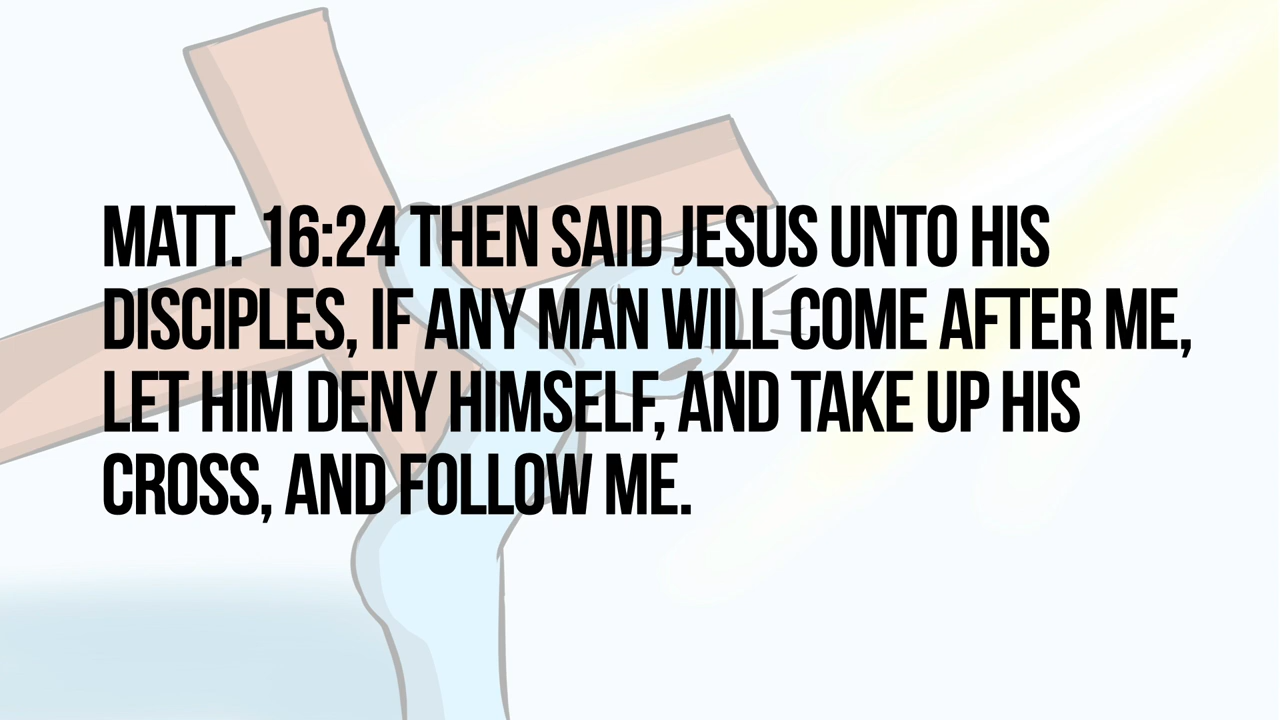 MATT. 16:24 THEN SAID JESUS UNTO HIS
DISCIPLES, IF ANY MAN WILL COME AFTER ME,
LET HIM DENY HIMSELF, AND TAKE UP HIS
CROSS, AND FOLLOW ME.